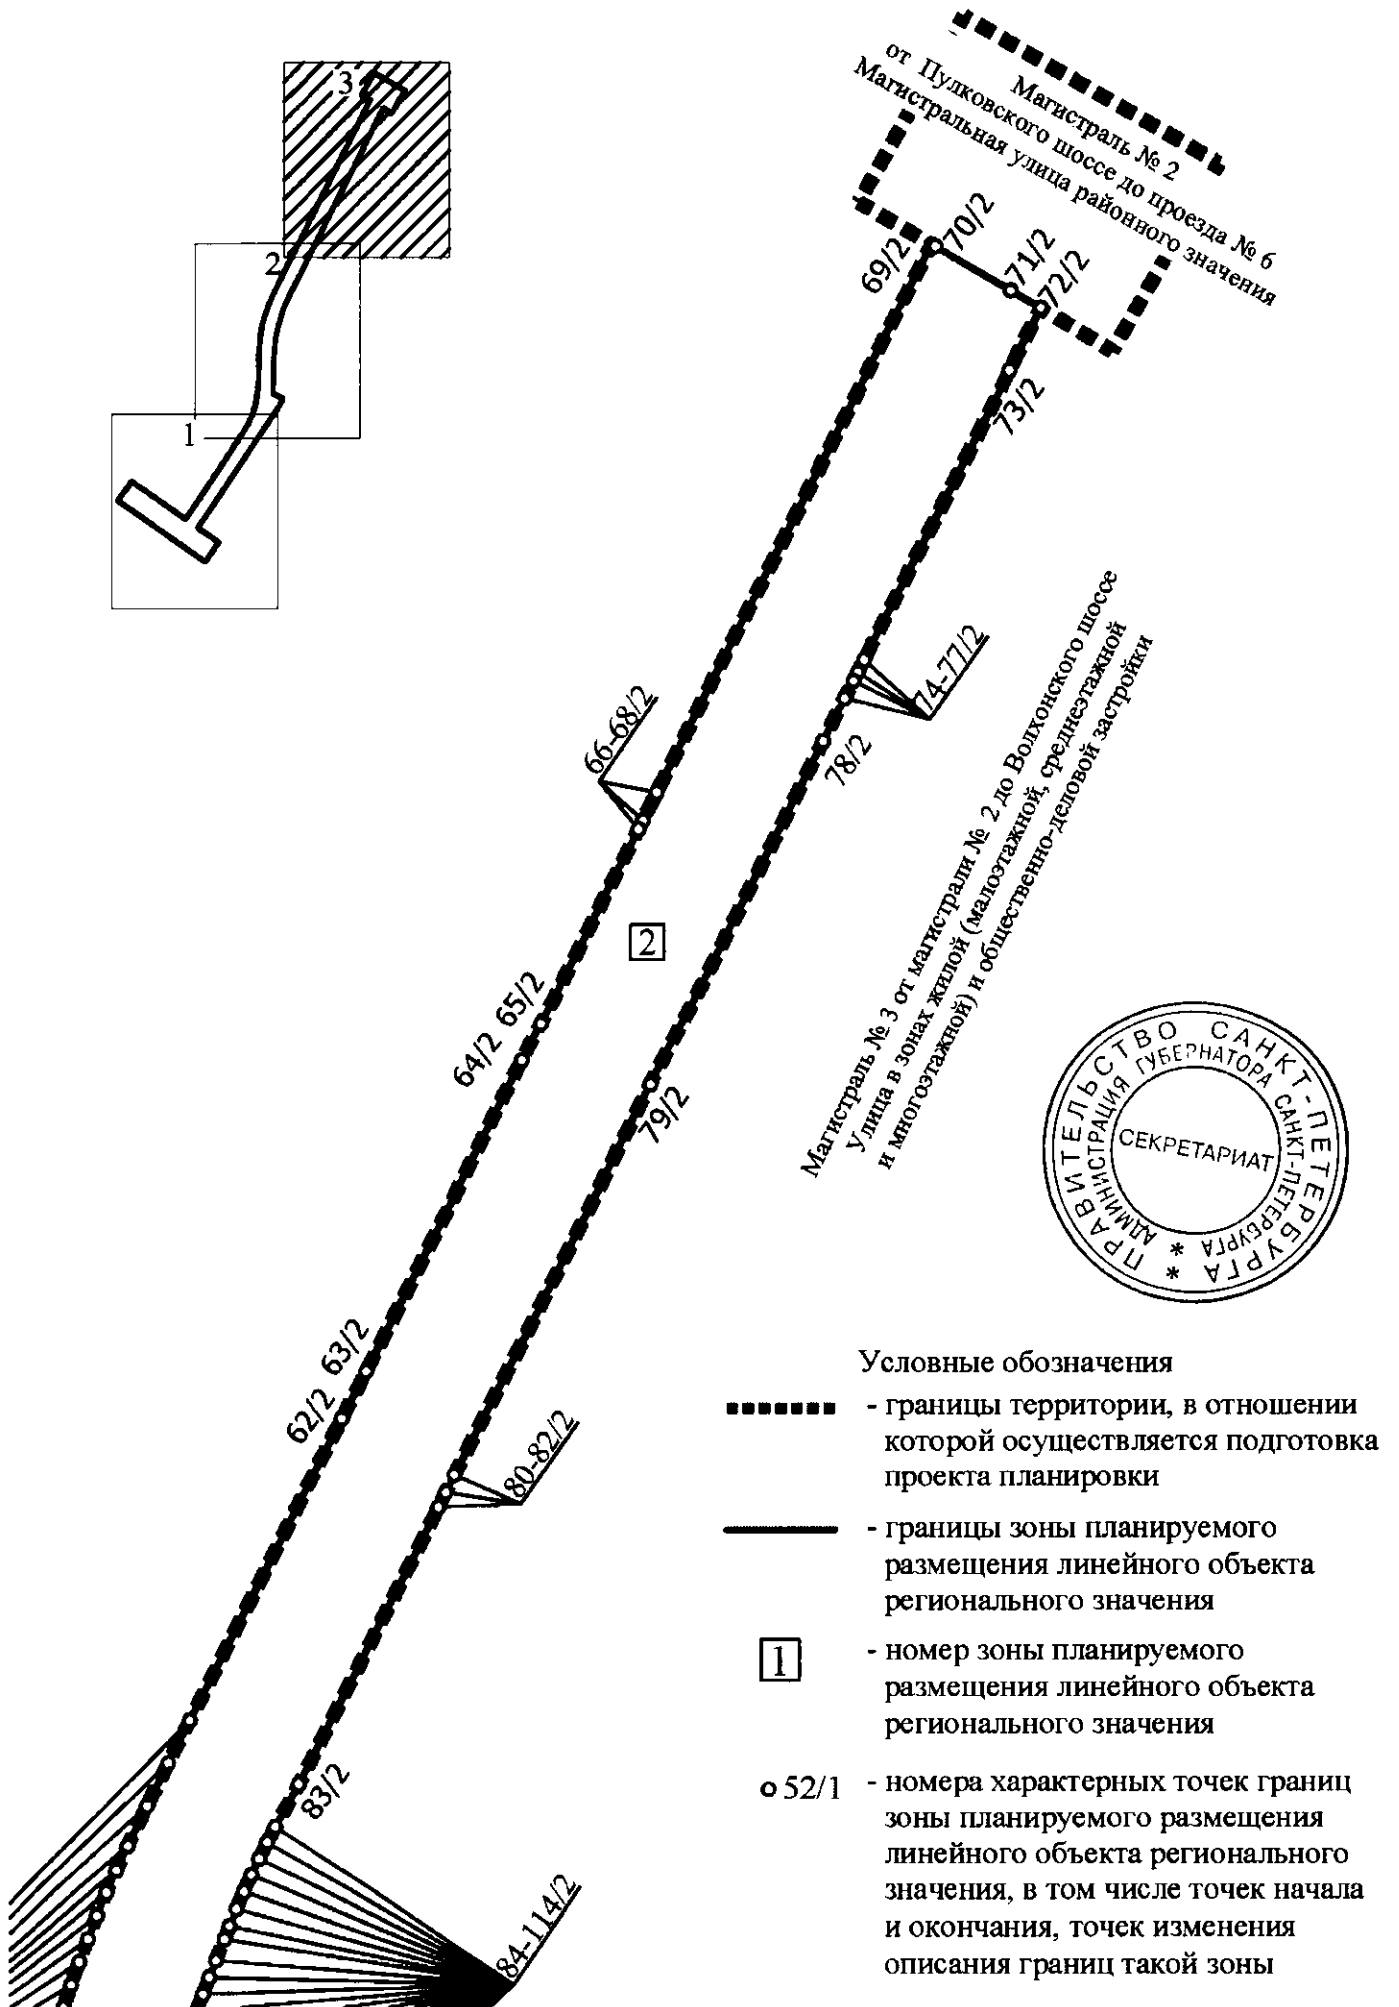 3
2
1
Магистраль № 2
от Пулковского шоссе до проезда № 6
Магистральная улица районного значения
69/2
70/2
71/2
72/2
73/2
74-77/2
66-68/2
78/2
2
65/2
64/2
79/2
Магистраль № 3 от магистрали № 2 до Волхонского шоссе
Улица в зонах жилой (малоэтажной, среднеэтажной
и многоэтажной) и общественно-деловой застройки
ПРАВИТЕЛЬСТВО САНКТ-ПЕТЕРБУРГА *
АДМИНИСТРАЦИЯ ГУБЕРНАТОРА САНКТ-ПЕТЕРБУРГА *
СЕКРЕТАРИАТ
63/2
62/2
80-82/2
83/2
84-114/2
Условные обозначения
- границы территории, в отношении
которой осуществляется подготовка
проекта планировки
- границы зоны планируемого
размещения линейного объекта
регионального значения
1 - номер зоны планируемого
размещения линейного объекта
регионального значения
52/1 - номера характерных точек границ
зоны планируемого размещения
линейного объекта регионального
значения, в том числе точек начала
и окончания, точек изменения
описания границ такой зоны